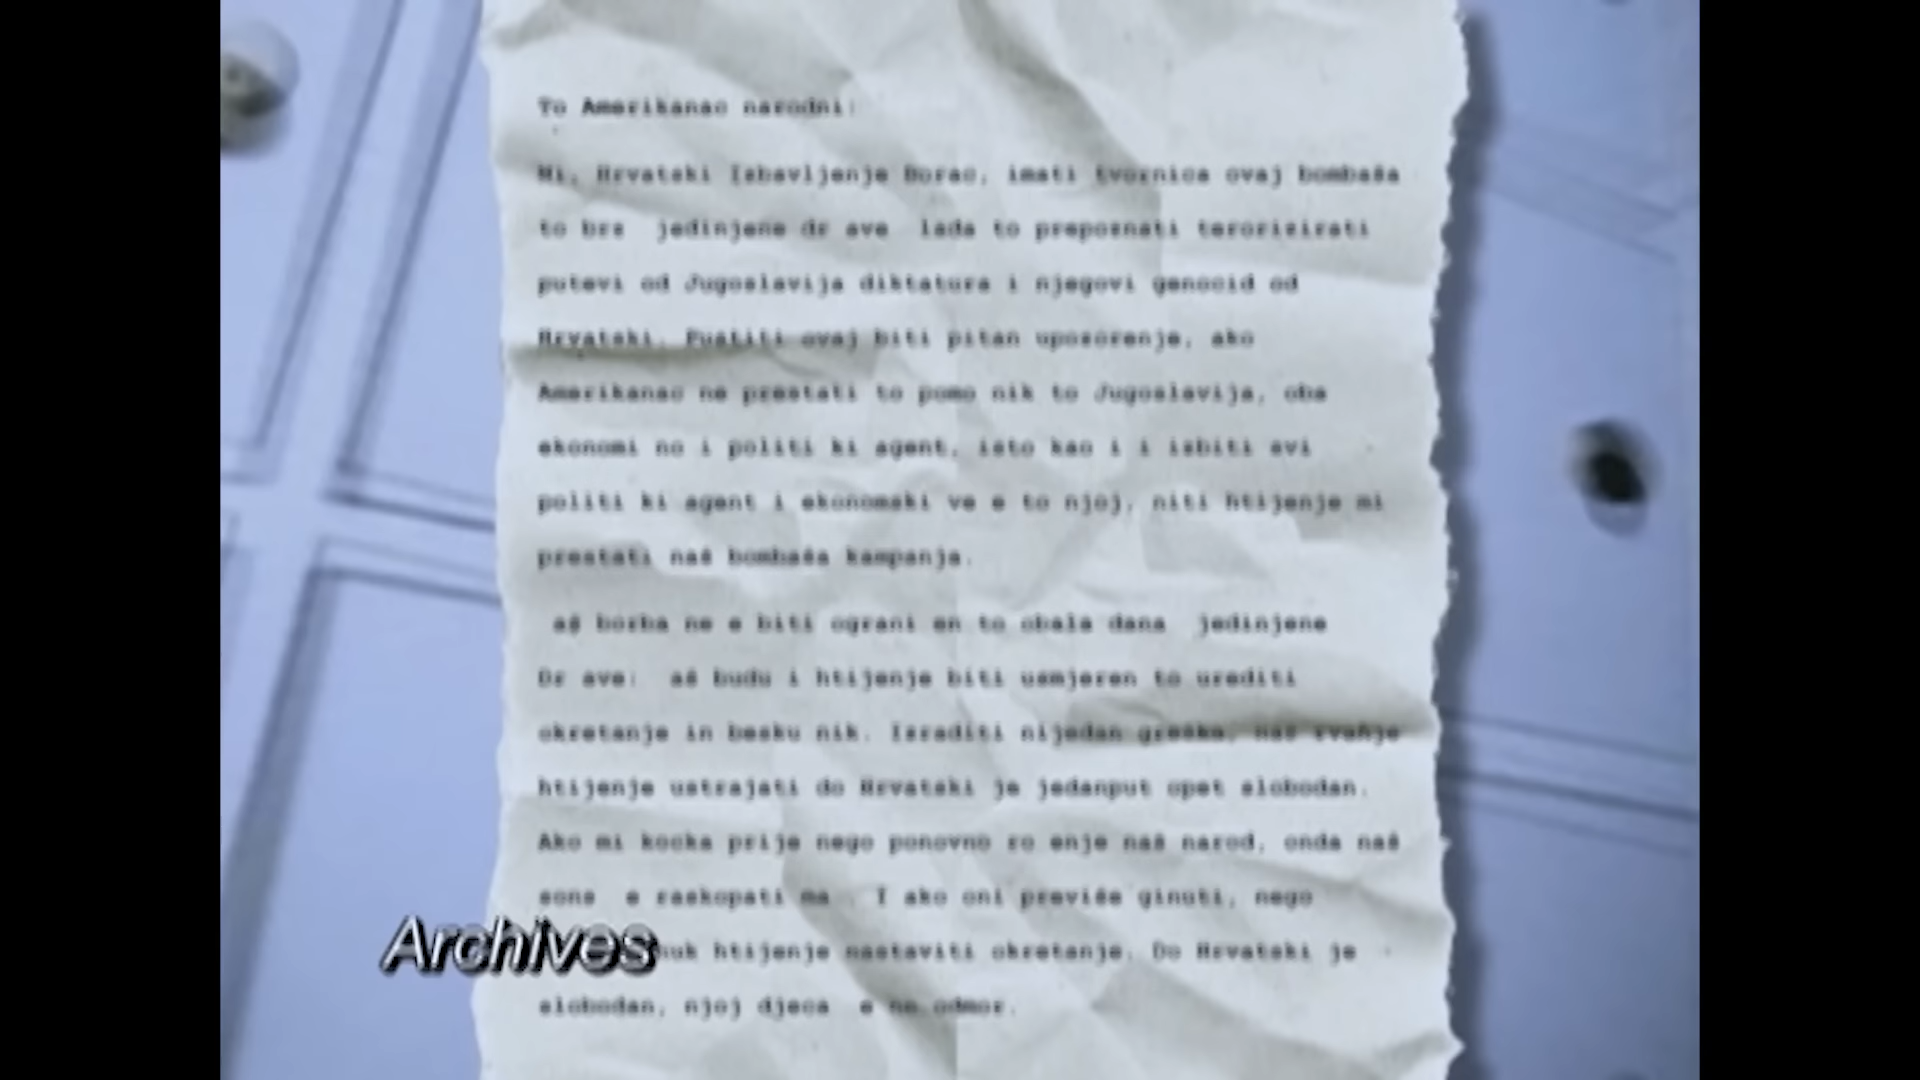 To Amerikanac narodni:
Mi, Hrvatski Izbavljenje Borac, imati tvornica ovaj bombaša
to brz jedinjene dr ave lada to prepoznati terorizirati
putevi od Jugoslavija diktatura i njegovi genocid od
Hrvatski. Pustiti ovaj biti pitan upozorenje, ako
Amerikanac ne prestati to pomo nik to Jugoslavija, oba
ekonomi no i politi ki agent, isto kao i i izbiti svi
politi ki agent i ekonomski ve e to njoj, niti htijenje mi
prestati naš bombaša kampanja.
aš borba ne e biti ograni en to obala dana jedinjene
Dr ave: aš budu i htijenje biti usmjeren to urediti
okretanje in besku nik. Izraditi nijedan greška, naš rvanje
htijenje ustrajati do Hrvatski je jedanput opet slobodan.
Ako mi kocka prije nego ponovno ro enje naš narod, onda naš
sons e raskopati ma . I ako oni previše ginuti, nego
nuk htijenje nastaviti okretanje. Do Hrvatski je
slobodan, njoj djeca e ne odmor.
Archives